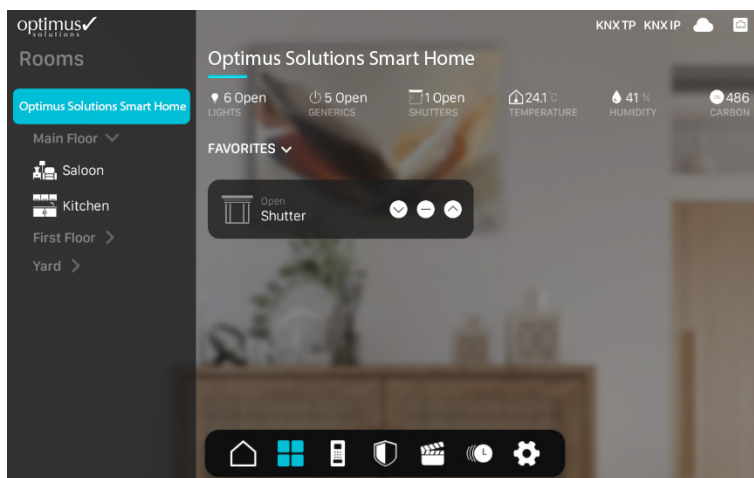 optimus
solutions
KNX TP KNX IP
Rooms
Optimus Solutions Smart Home
Optimus Solutions Smart Home
6 Open
LIGHTS
5 Open
GENERICS
1 Open
SHUTTERS
24.1 °C
TEMPERATURE
41 %
HUMIDITY
486
CARBON
Main Floor
Saloon
Kitchen
First Floor
Yard
FAVORITES
Open
Shutter